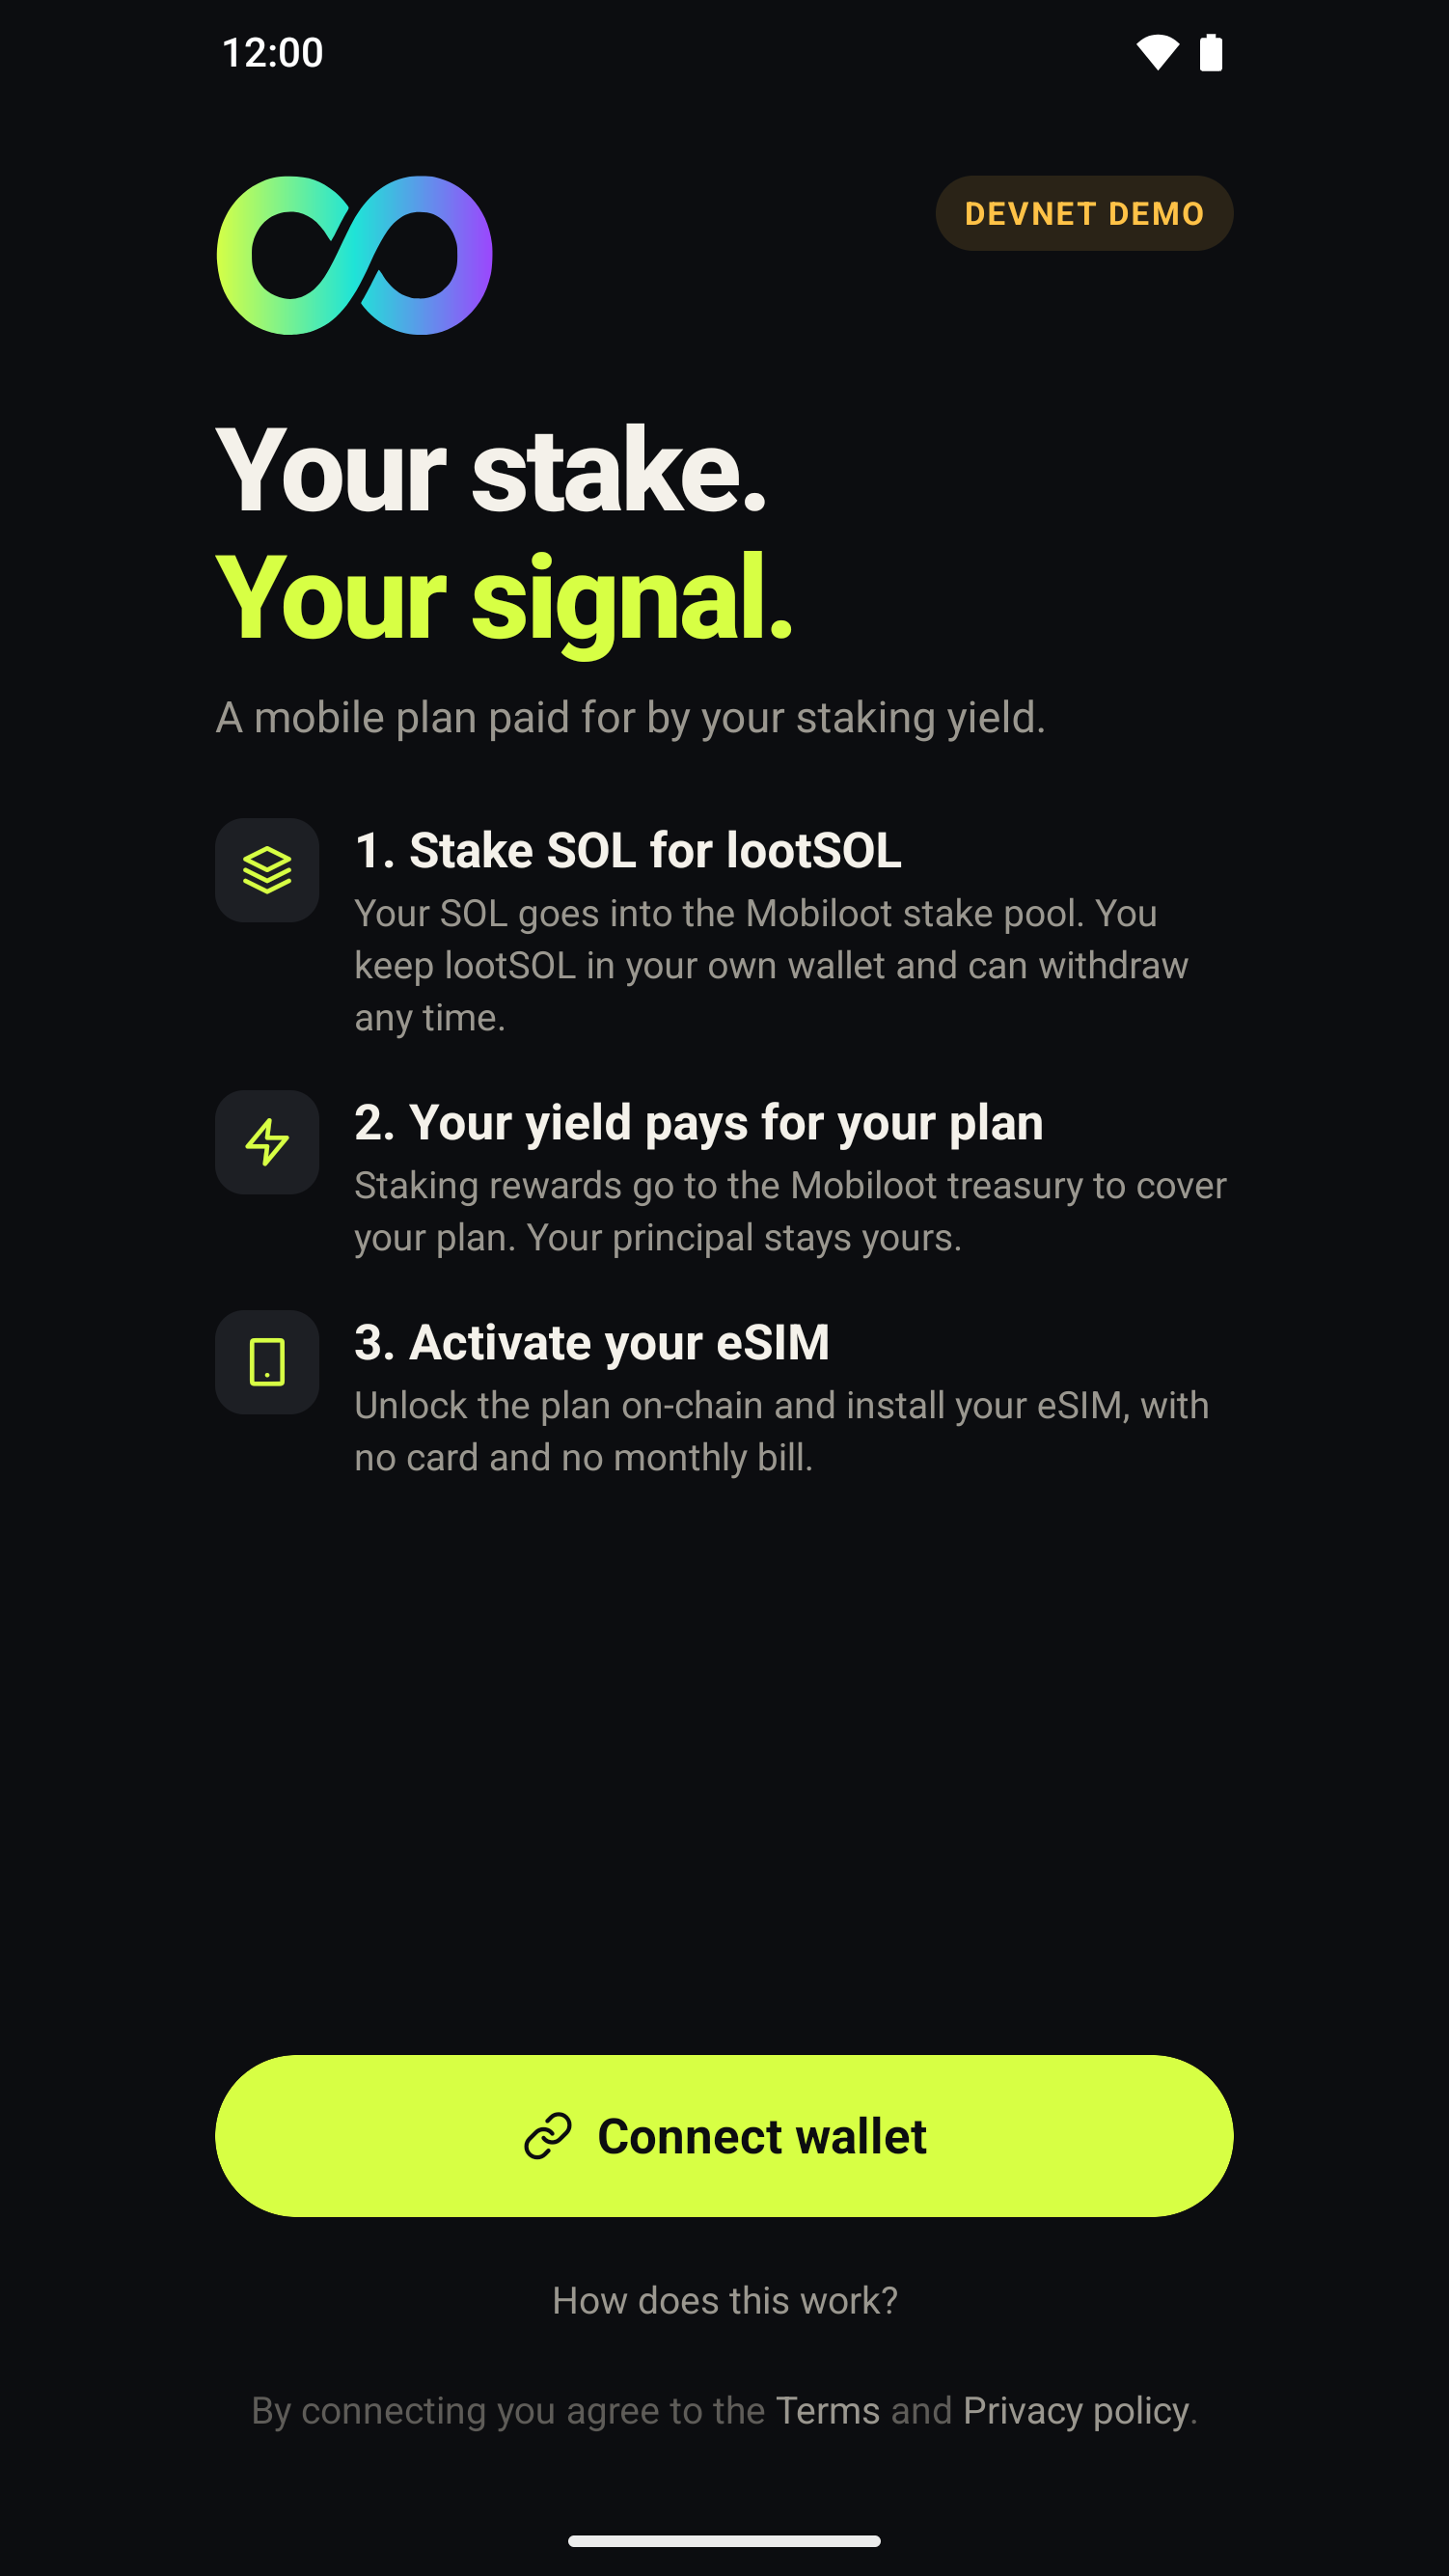 12:00
DEVNET DEMO
Your stake.
Your signal.
A mobile plan paid for by your staking yield.
1. Stake SOL for lootSOL
Your SOL goes into the Mobiloot stake pool. You
keep lootSOL in your own wallet and can withdraw
any time.
2. Your yield pays for your plan
Staking rewards go to the Mobiloot treasury to cover
your plan. Your principal stays yours.
3. Activate your eSIM
Unlock the plan on-chain and install your eSIM, with
no card and no monthly bill.
Connect wallet
How does this work?
By connecting you agree to the Terms and Privacy policy.